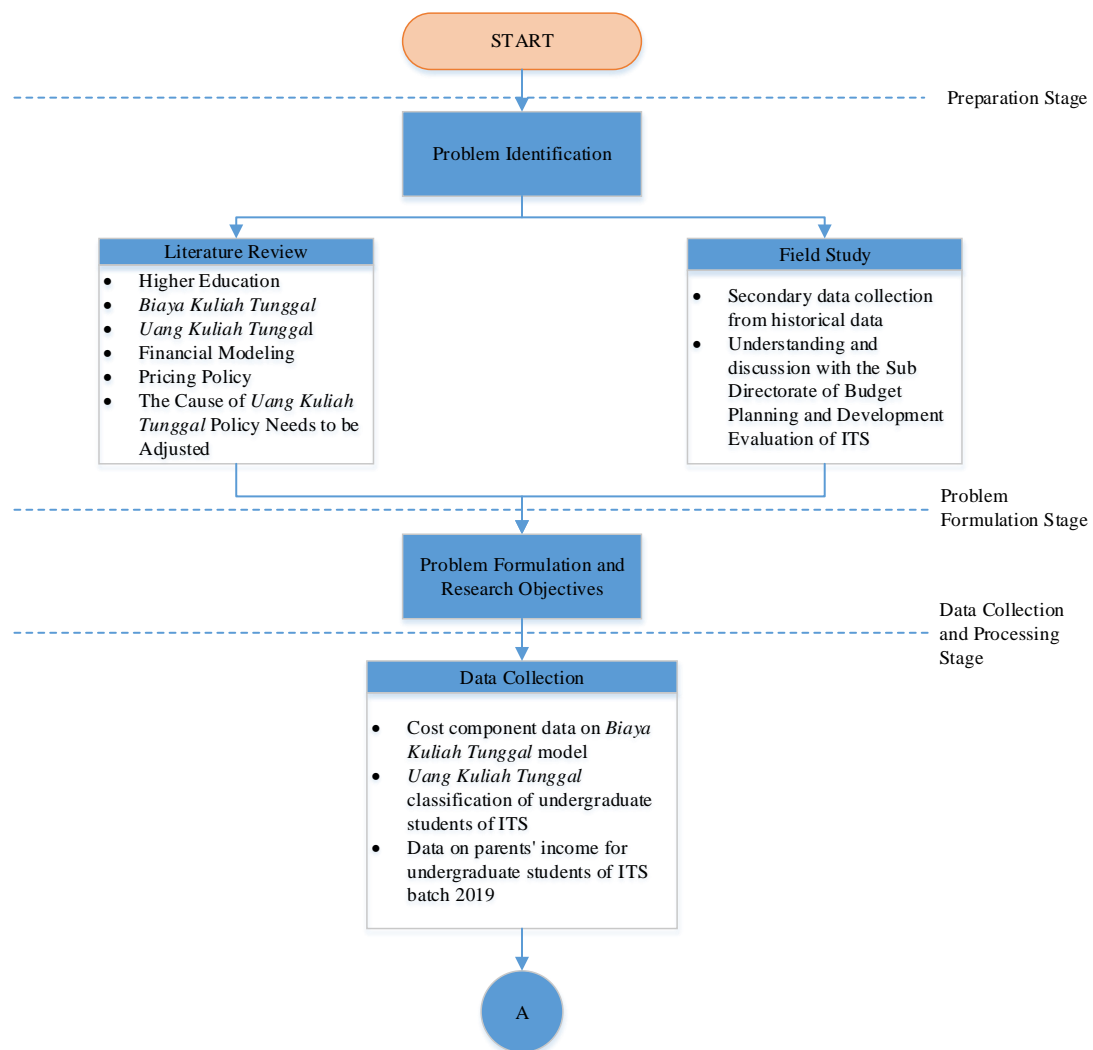 START
Preparation Stage
Problem Identification
Literature Review
• Higher Education
• Biaya Kuliah Tunggal
• Uang Kuliah Tunggal
• Financial Modeling
• Pricing Policy
• The Cause of Uang Kuliah
Tunggal Policy Needs to be
Adjusted
Field Study
• Secondary data collection
from historical data
• Understanding and
discussion with the Sub
Directorate of Budget
Planning and Development
Evaluation of ITS
Problem
Formulation Stage
Problem Formulation and
Research Objectives
Data Collection
and Processing
Stage
Data Collection
• Cost component data on Biaya
Kuliah Tunggal model
• Uang Kuliah Tunggal
classification of undergraduate
students of ITS
• Data on parents' income for
undergraduate students of ITS
batch 2019
A